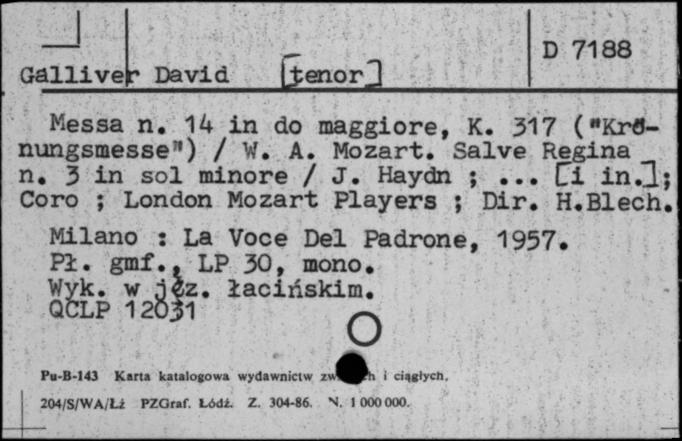 D 7188
Galliver David [tenor]
Messa n. 14 in do maggiore, K. 317 ("Krö-
nungsmesse") / W. A. Mozart. Salve Regina
n. 3 in sol minore / J. Haydn ; ... [i in.];
Coro ; London Mozart Players ; Dir. H.Blech.
Milano : La Voce Del Padrone, 1957.
Pł. gmf., LP 30, mono.
Wyk. w jęz. łacińskim.
QCLP 12031
Pu-B-143 Karta katalogowa wydawnictw i ciągłych.
204/S/WA/Łż PZGraf. Łódź. Z. 304-86. N. 1 000 000.